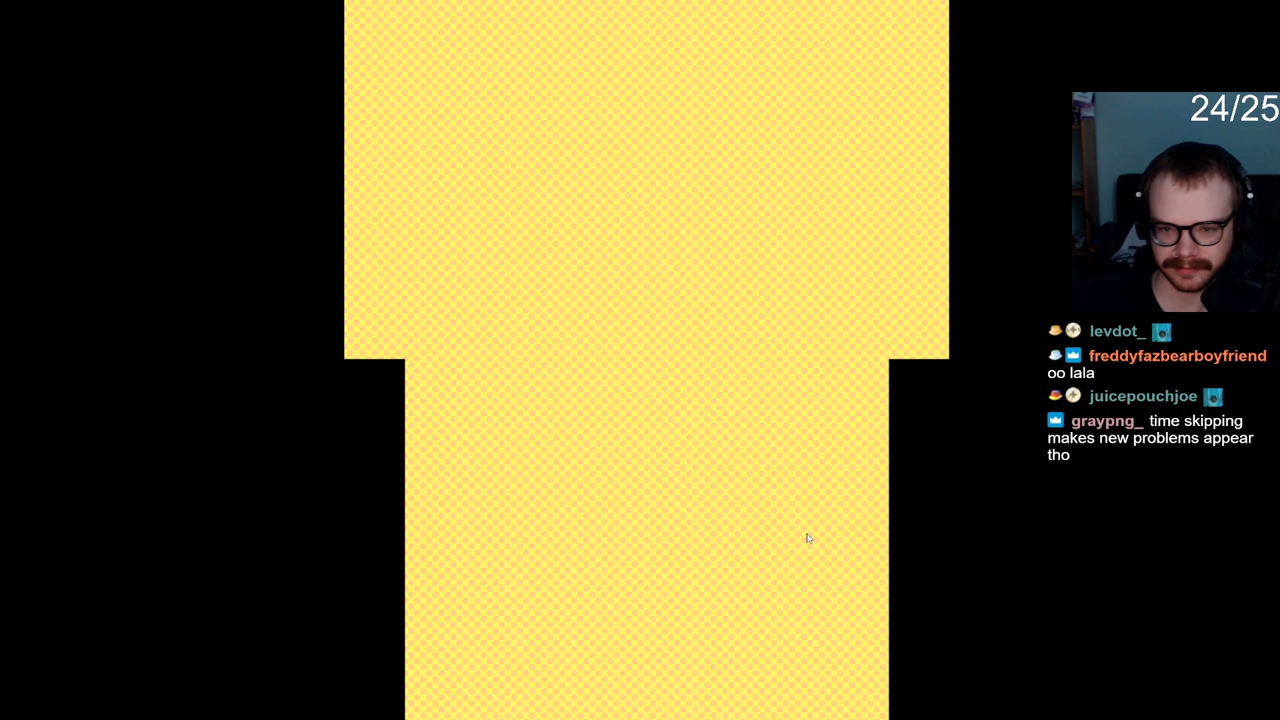 24/25
levdot_
freddyfazbearboyfriend
oo lala
juicepouchjoe
graypng_ time skipping
makes new problems appear
tho